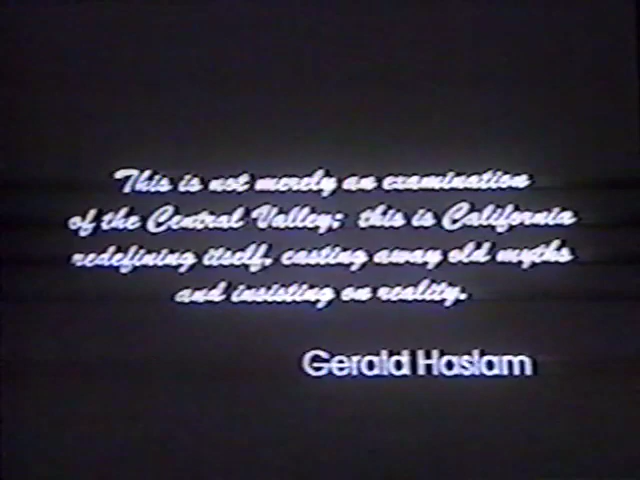 This is not merely an examination
of the Central Valley; this is California
redefining itself, casting away old myths
and insisting on reality.
Gerald Haslam